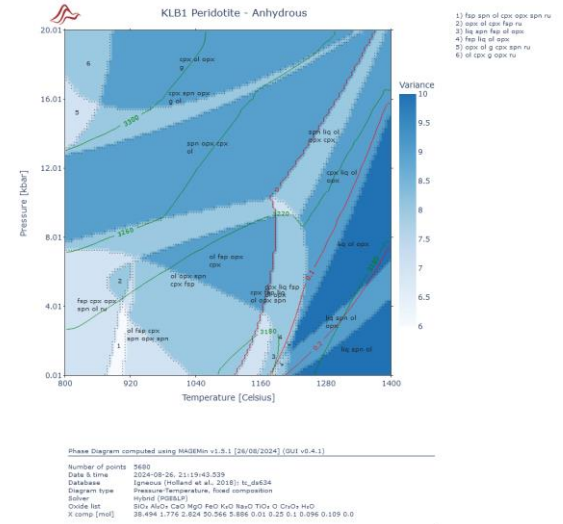 KLB1 Peridotite - Anhydrous
1) fsp spn ol cpx opx spn ru
2) opx ol cpx fsp ru
3) liq spn fsp ol opx
4) fsp liq ol opx
5) opx ol g cpx spn ru
6) ol cpx g opx ru
Variance
10
9.5
9
8.5
8
7.5
7
6.5
6
Pressure [kbar]
20.01
16.01
12.01
8.01
4.01
0.01
6
cpx ol opx
g
cpx spn opx
g ol
5
3300
spn opx cpx
ol
spn liq ol
opx cpx
cpx liq ol
opx
3220
3260
liq ol opx
ol fsp opx
cpx
ol opx spn
cpx fsp
0.1
2
fsp cpx opx
spn ol ru
ol fsp cpx
spn opx spn
liq spn ol
opx
3180
1
3
0.2
liq spn ol
800
920
1040
1160
1280
1400
Temperature [Celsius]
Phase Diagram computed using MAGEMin v1.5.1 [26/08/2024] (GUI v0.4.1)
Number of points 5680
Date & time 2024-08-26, 21:19:43.539
Database Igneous (Holland et al., 2018); tc_ds634
Diagram type Pressure-Temperature, fixed composition
Solver Hybrid (PGE&LP)
Oxide list SiO₂ Al₂O₃ CaO MgO FeO K₂O Na₂O TiO₂ O Cr₂O₃ H₂O
X comp [mol] 38.494 1.776 2.824 50.566 5.886 0.01 0.25 0.1 0.096 0.109 0.0